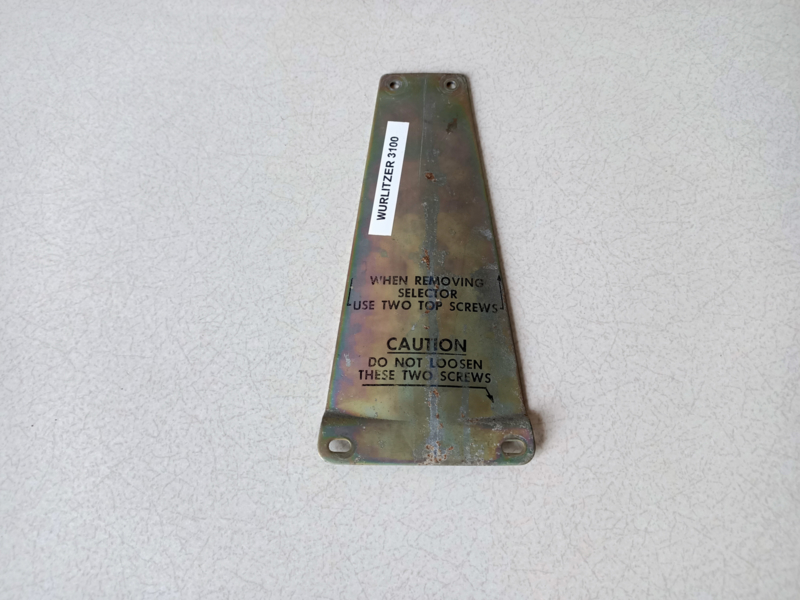 WURLITZER 3100
WHEN REMOVING
SELECTOR
USE TWO TOP SCREWS
CAUTION
DO NOT LOOSEN
THESE TWO SCREWS